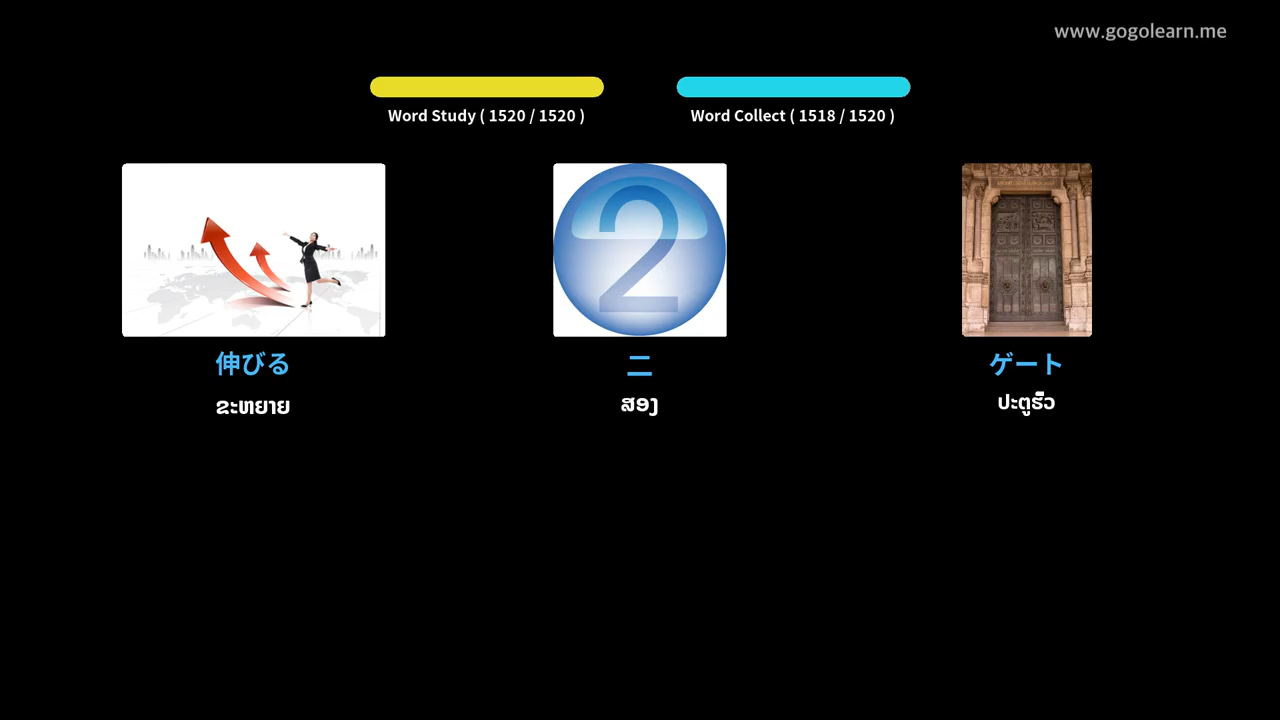 www.gogolearn.me
Word Study ( 1520 / 1520 )
Word Collect ( 1518 / 1520 )
2
伸びる
二
ゲート
ຂະຫຍາຍ
ສອງ
ປະຕູຮົ້ວ